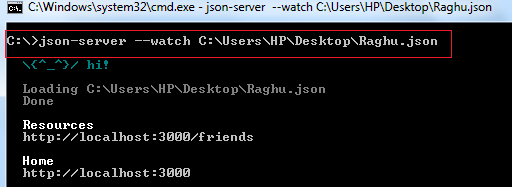 C:\Windows\system32\cmd.exe - json-server --watch C:\Users\HP\Desktop\Raghu.json
C:\>json-server --watch C:\Users\HP\Desktop\Raghu.json
\{^_^}/ hi!
Loading C:\Users\HP\Desktop\Raghu.json
Done
Resources
http://localhost:3000/friends
Home
http://localhost:3000